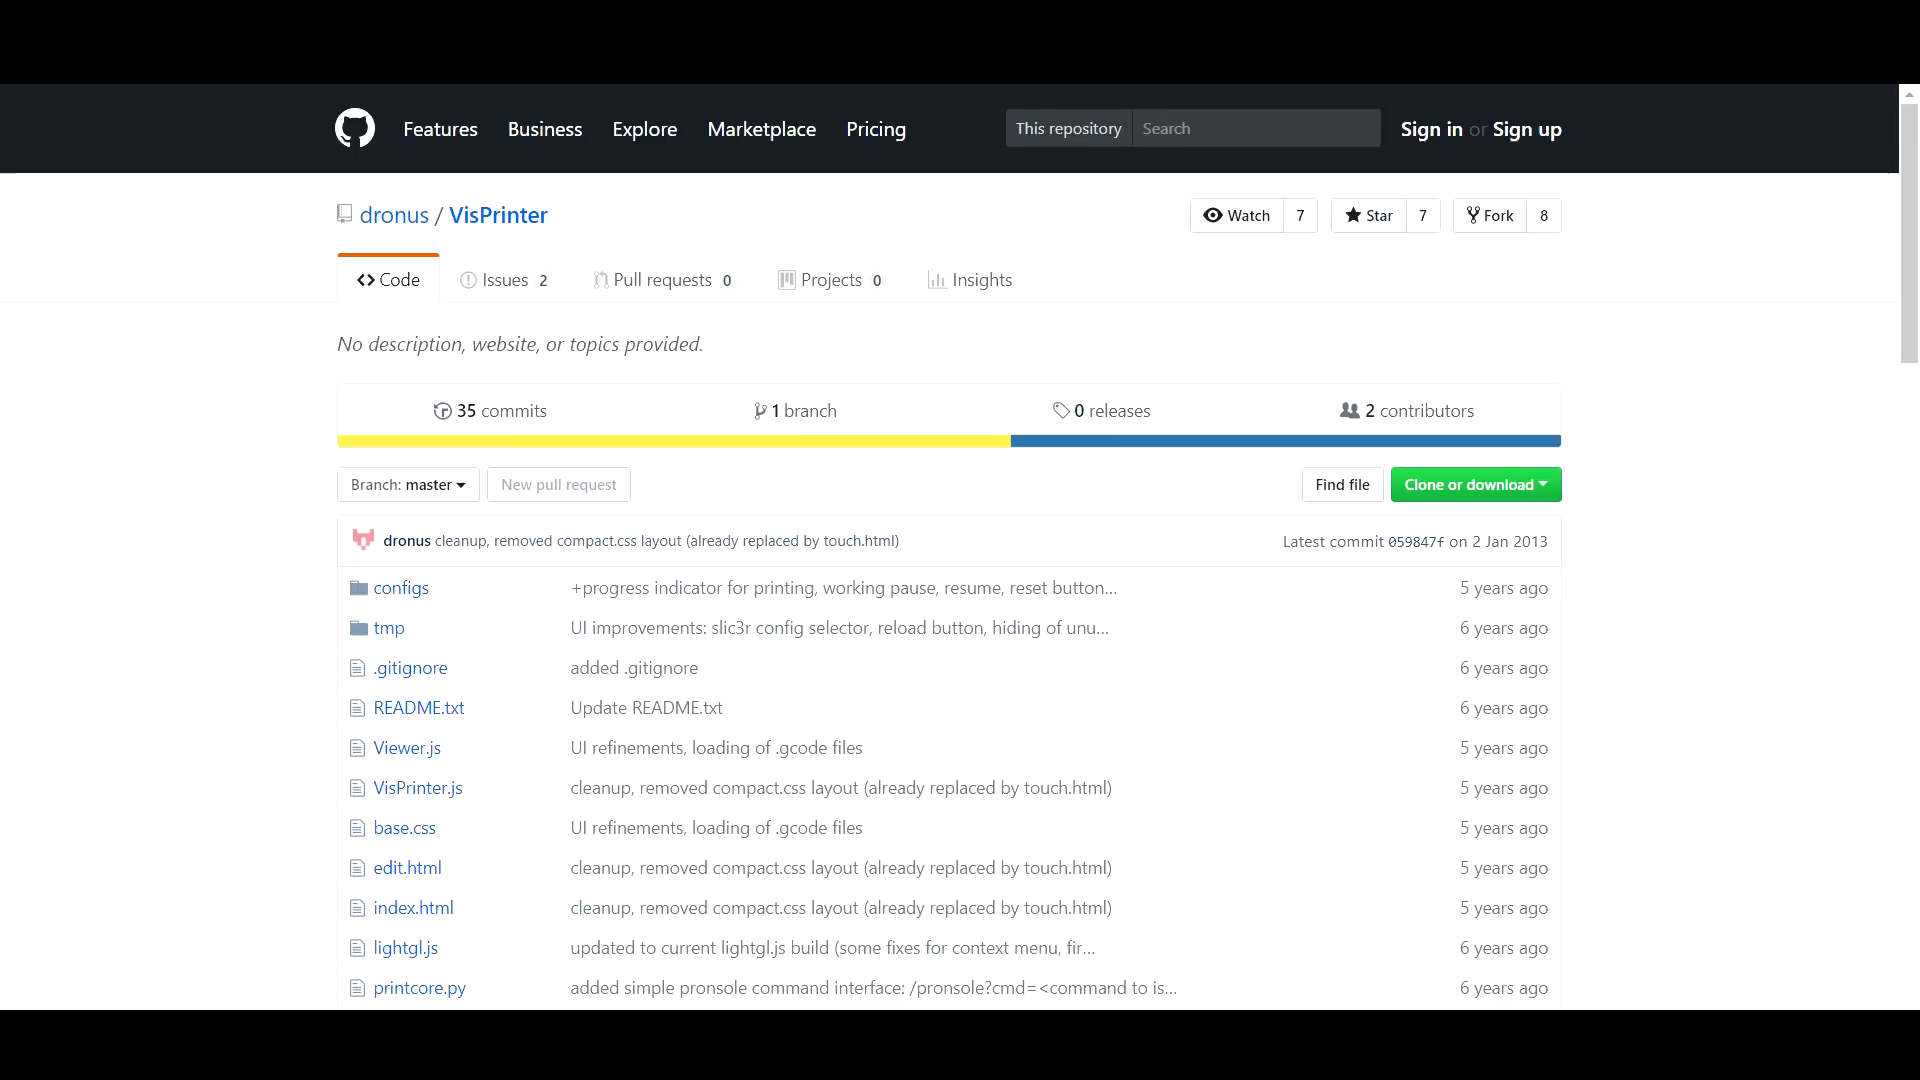 Features Business Explore Marketplace Pricing This repository Search Sign in or Sign up
dronus / VisPrinter Watch 7 Star 7 Fork 8
Code Issues 2 Pull requests 0 Projects 0 Insights
No description, website, or topics provided.
35 commits 1 branch 0 releases 2 contributors
Branch: master New pull request Find file Clone or download
dronus cleanup, removed compact.css layout (already replaced by touch.html) Latest commit 059847f on 2 Jan 2013
configs +progress indicator for printing, working pause, resume, reset button... 5 years ago
tmp UI improvements: slic3r config selector, reload button, hiding of unu... 6 years ago
.gitignore added .gitignore 6 years ago
README.txt Update README.txt 6 years ago
Viewer.js UI refinements, loading of .gcode files 5 years ago
VisPrinter.js cleanup, removed compact.css layout (already replaced by touch.html) 5 years ago
base.css UI refinements, loading of .gcode files 5 years ago
edit.html cleanup, removed compact.css layout (already replaced by touch.html) 5 years ago
index.html cleanup, removed compact.css layout (already replaced by touch.html) 5 years ago
lightgl.js updated to current lightgl.js build (some fixes for context menu, fir... 6 years ago
printcore.py added simple pronsole command interface: /pronsole?cmd=<command to is... 6 years ago